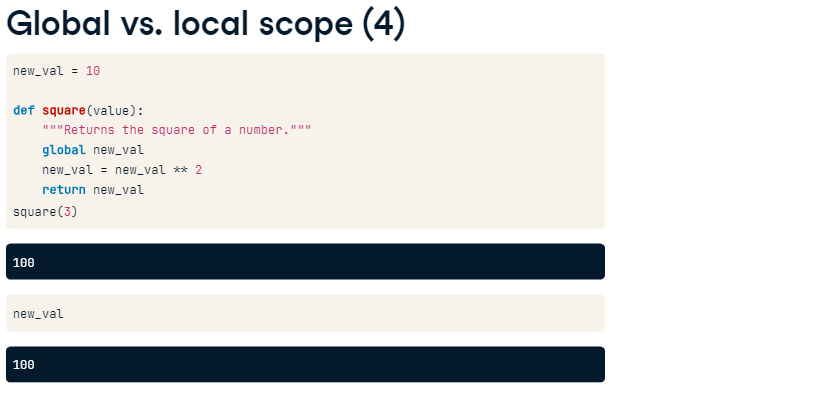 Global vs. local scope (4)
new_val = 10
def square(value):
    """Returns the square of a number."""
    global new_val
    new_val = new_val ** 2
    return new_val
square(3)
100
new_val
100